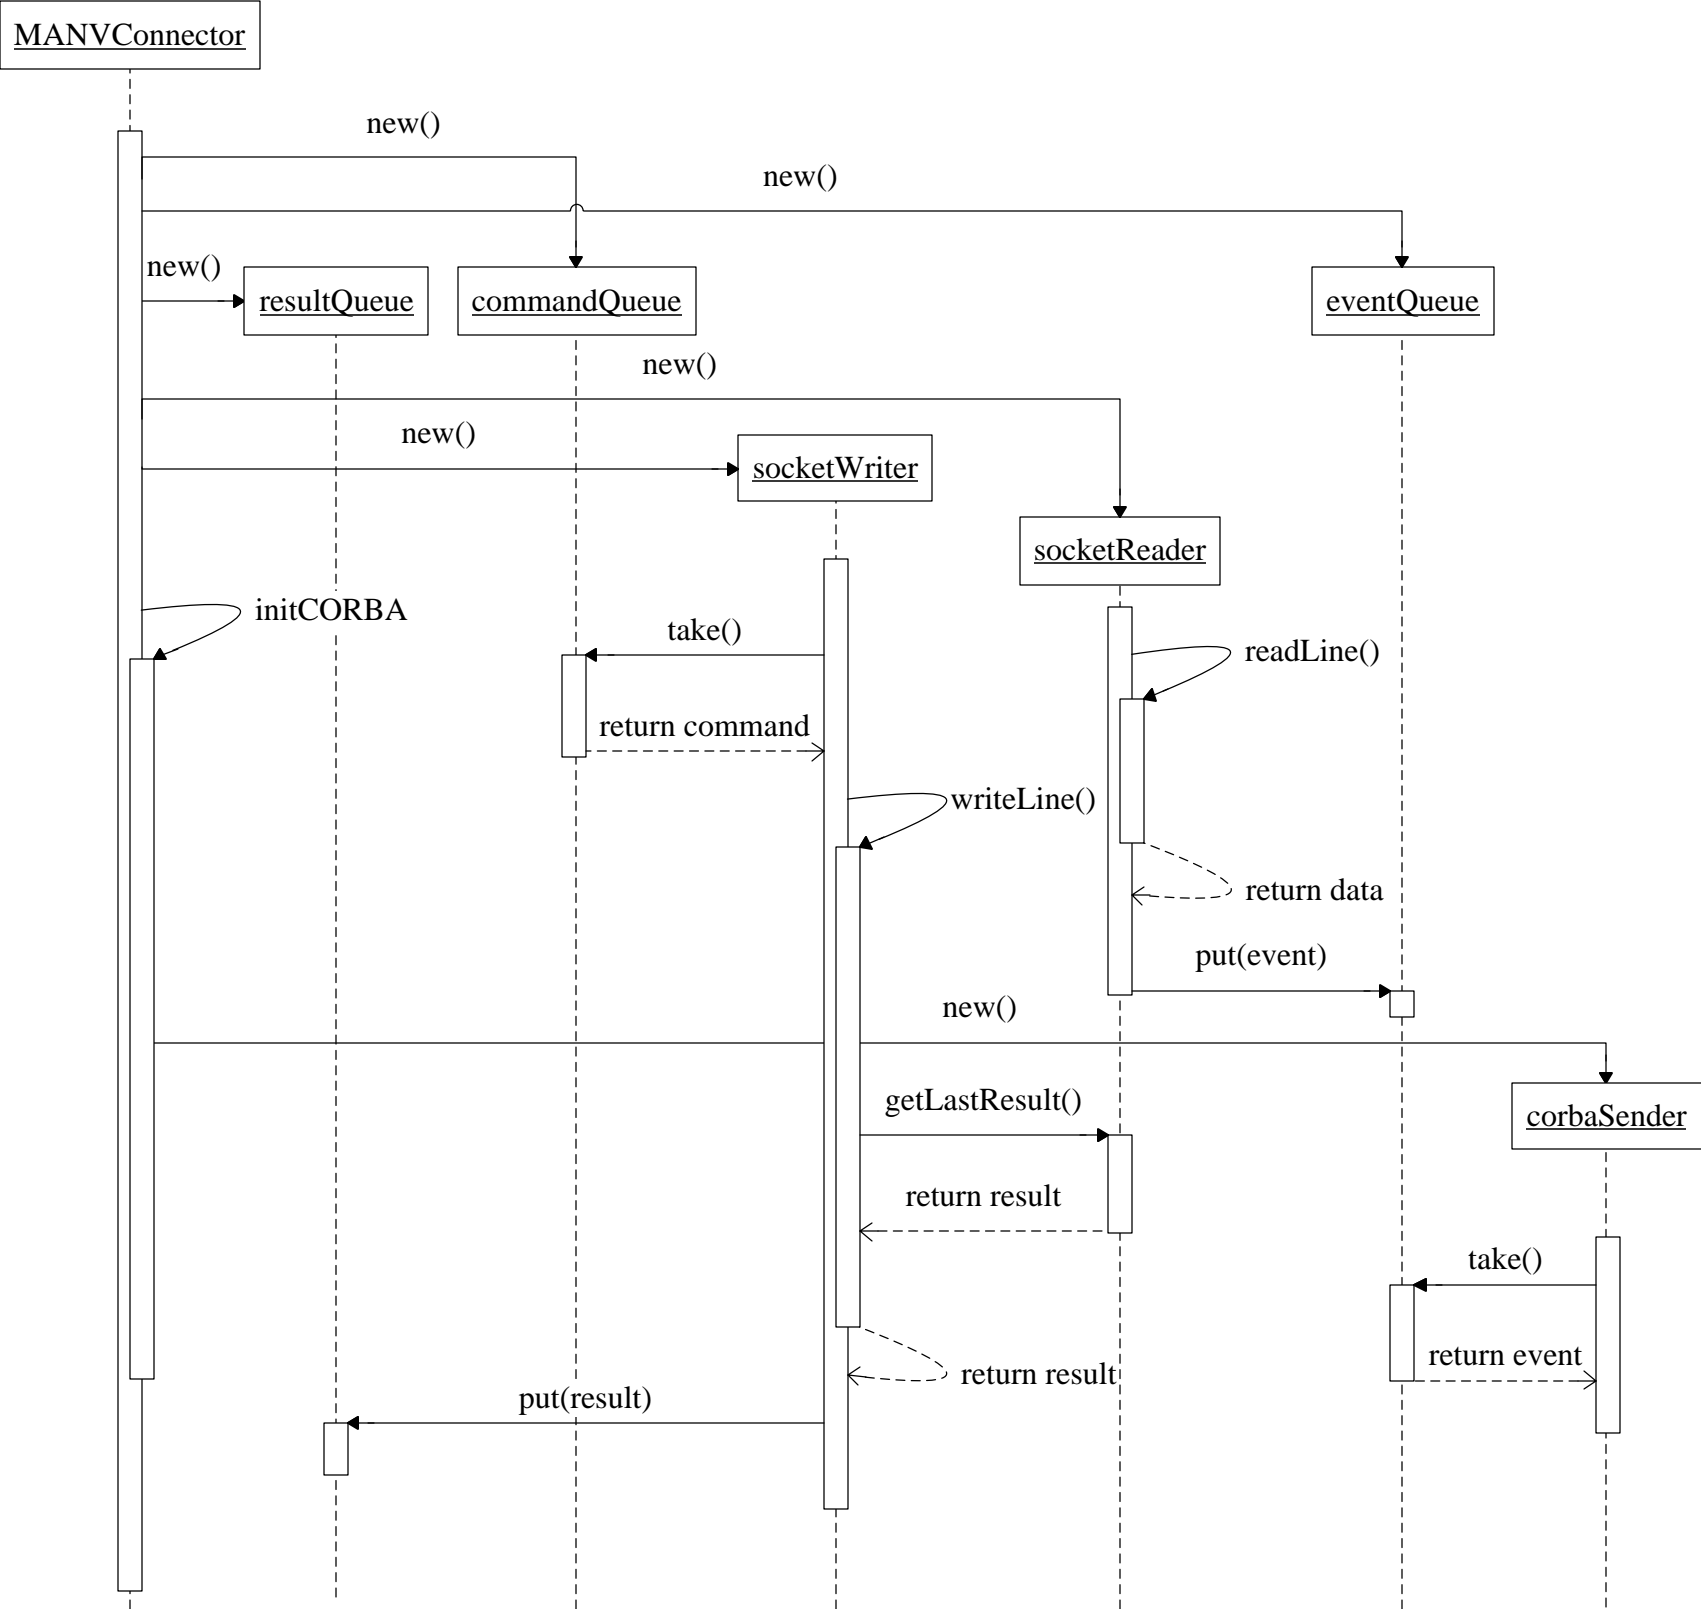 MANVConnector
new()
new()
new()
resultQueue
commandQueue
eventQueue
new()
new()
socketWriter
socketReader
initCORBA
take()
readLine()
return command
writeLine()
return data
put(event)
new()
getLastResult()
corbaSender
return result
take()
return event
return result
put(result)